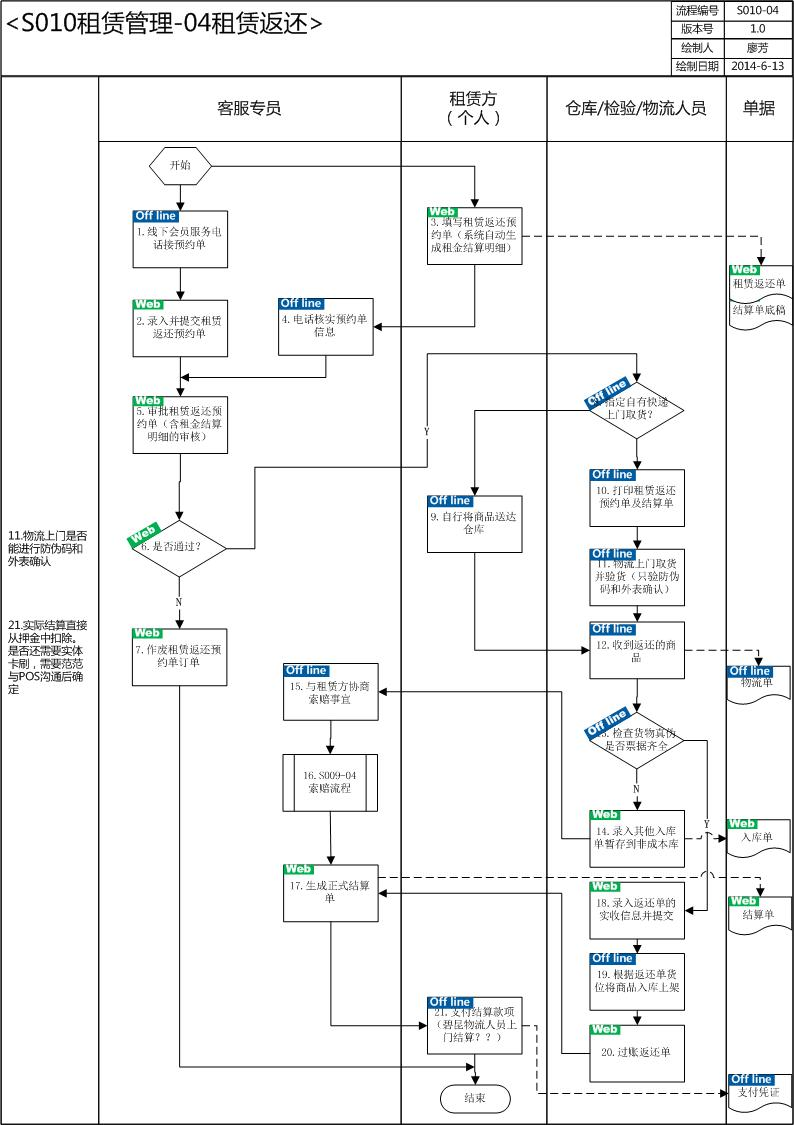 <S010租赁管理-04租赁返还>
流程编号 S010-04
版本号 1.0
绘制人 廖芳
绘制日期 2014-6-13
客服专员
租赁方
(个人)
仓库/检验/物流人员
单据
开始
Off line
1.线下会员服务电
话接预约单
Web
3.填写租赁返还预
约单(系统自动生
成租金结算明细)
Web
租赁返还单
结算单底稿
Web
2.录入并提交租赁
返还预约单
Off line
4.电话核实预约单
信息
Web
5.审批租赁返还预
约单(含租金结算
明细的审核)
Off line
指定自有快递
上门取货?
Y
Off line
10.打印租赁返还
预约单及结算单
Off line
9.自行将商品送达
仓库
11.物流上门是否
能进行防伪码和
外表确认
Web
6.是否通过?
N
Off line
11.物流上门取货
并验货(只验防伪
码和外表确认)
21.实际结算直接
从押金中扣除。
是否还需要实体
卡刷,需要范范
与POS沟通后确
定
Web
7.作废租赁返还预
约单订单
Off line
12.收到返还的商
品
Off line
物流单
Off line
15.与租赁方协商
索赔事宜
Off line
13.检查货物真伪
是否票据齐全
N
Y
16.S009-04
索赔流程
Web
14.录入其他入库
单暂存到非成本库
Web
入库单
Web
17.生成正式结算
单
Web
18.录入返还单的
实收信息并提交
Web
结算单
Off line
19.根据返还单货
位将商品入库上架
Off line
21.支付结算款项
(碧昆物流人员上
门结算??)
Web
20.过账返还单
Off line
支付凭证
结束